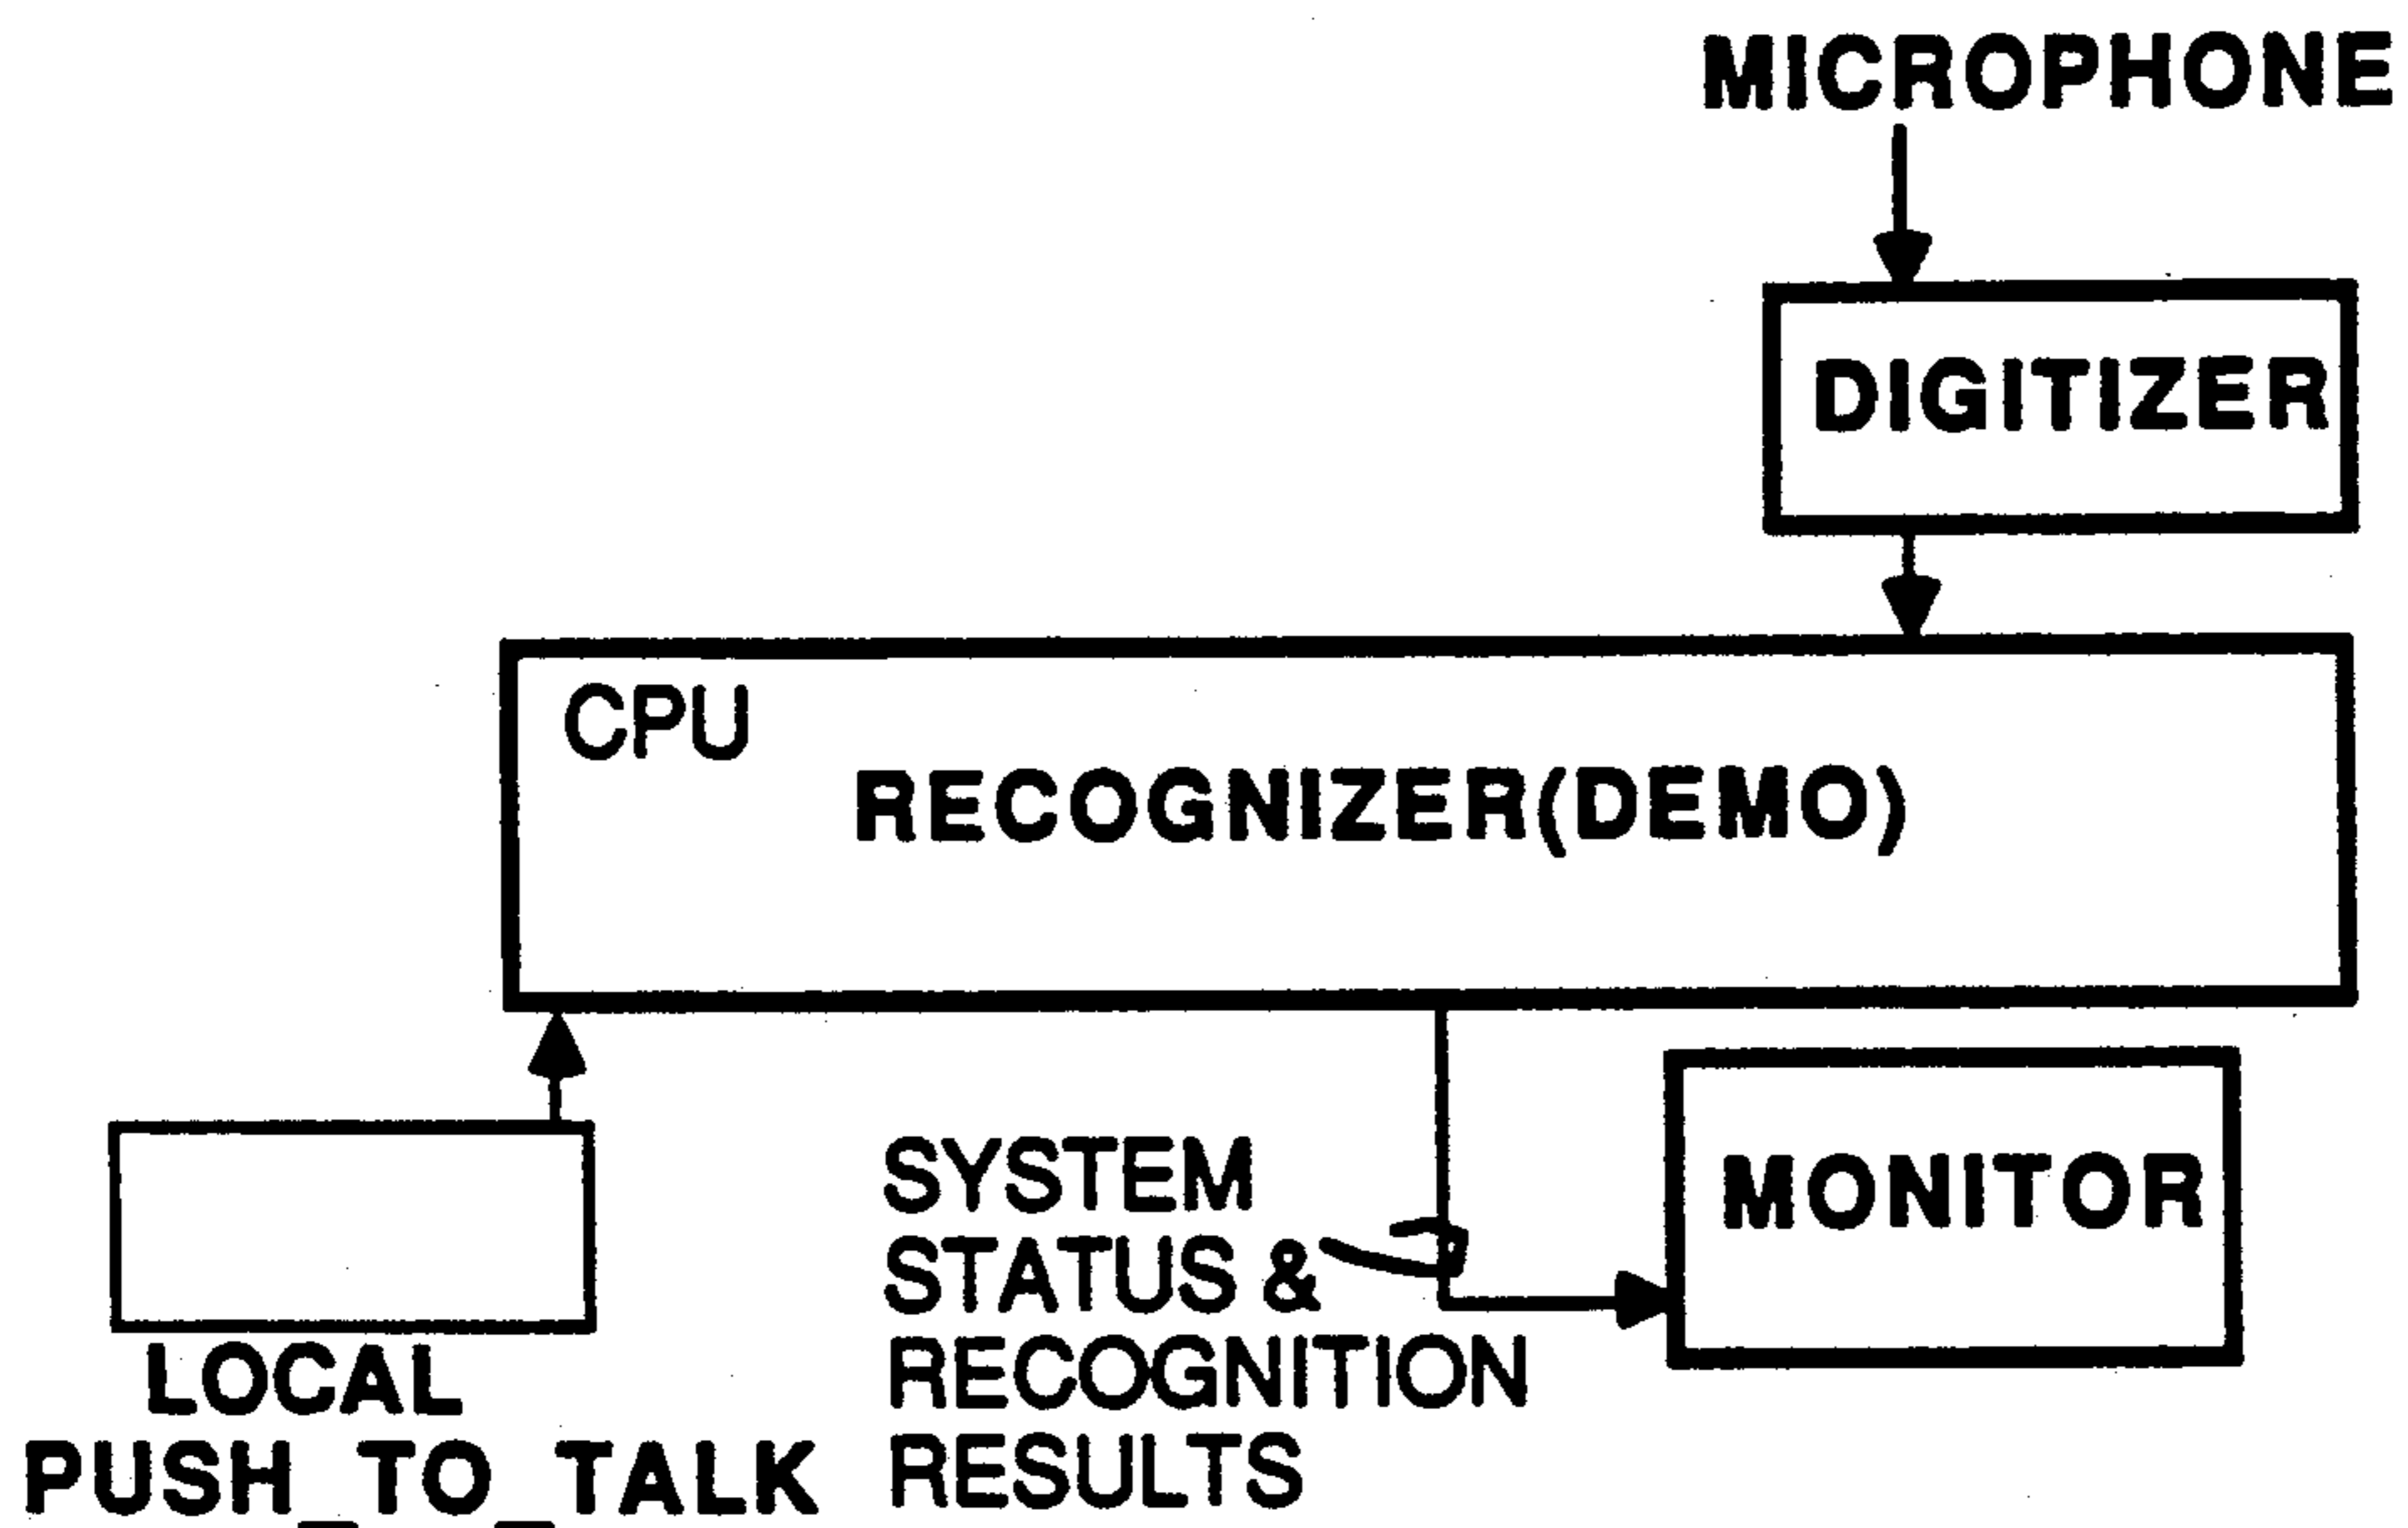 MICROPHONE
DIGITIZER
CPU
RECOGNIZER(DEMO)
MONITOR
SYSTEM
STATUS &
RECOGNITION
RESULTS
LOCAL
PUSH_TO_TALK